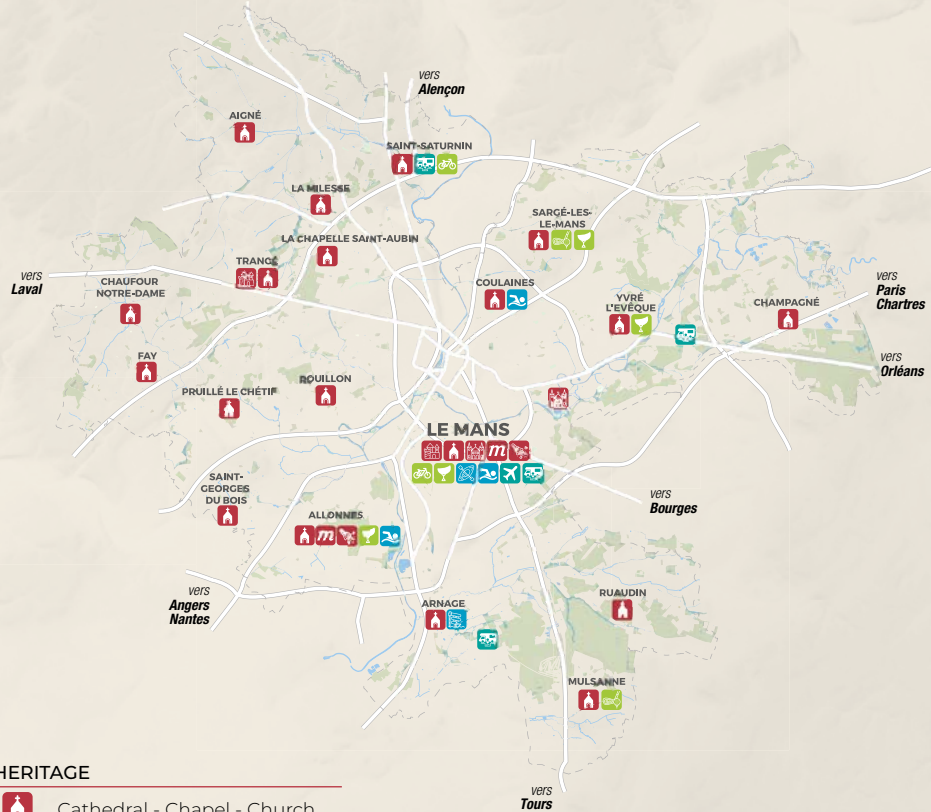 vers
Alençon
AIGNÉ
SAINT-SATURNIN
LA MILESSE
SARGÉ-LES-
LE-MANS
LA CHAPELLE SAINT-AUBIN
TRANGÉ
vers
Laval
CHAUFOUR
NOTRE-DAME
COULAINES
YVRÉ
L'EVÊQUE
CHAMPAGNÉ
vers
Paris
Chartres
FAY
vers
Orléans
PRUILLÉ LE CHÉTIF
ROUILLON
LE MANS
m
SAINT-
GEORGES
DU BOIS
vers
Bourges
ALLONNES
m
vers
Angers
Nantes
ARNAGE
RUAUDIN
MULSANNE
HERITAGE
Cathedral - Chapel - Church
vers
Tours